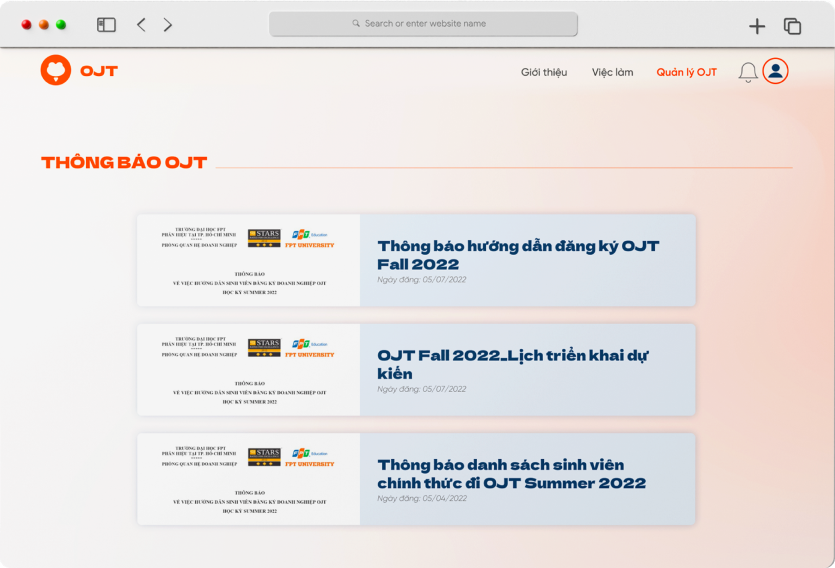 Search or enter website name
OJT
Giới thiệu
Việc làm
Quản lý OJT
THÔNG BÁO OJT
TRƯỜNG ĐẠI HỌC FPT
PHÂN HIỆU TẠI TP. HỒ CHÍ MINH
PHÒNG QUAN HỆ DOANH NGHIỆP
STARS
FPT Education
FPT UNIVERSITY
THÔNG BÁO
VỀ VIỆC HƯỚNG DẪN SINH VIÊN ĐĂNG KÝ DOANH NGHIỆP OJT
HỌC KỲ SUMMER 2022
Thông báo hướng dẫn đăng ký OJT
Fall 2022
Ngày đăng: 05/07/2022
TRƯỜNG ĐẠI HỌC FPT
PHÂN HIỆU TẠI TP. HỒ CHÍ MINH
PHÒNG QUAN HỆ DOANH NGHIỆP
STARS
FPT Education
FPT UNIVERSITY
THÔNG BÁO
VỀ VIỆC HƯỚNG DẪN SINH VIÊN ĐĂNG KÝ DOANH NGHIỆP OJT
HỌC KỲ SUMMER 2022
OJT Fall 2022_Lịch triển khai dự
kiến
Ngày đăng: 05/07/2022
TRƯỜNG ĐẠI HỌC FPT
PHÂN HIỆU TẠI TP. HỒ CHÍ MINH
PHÒNG QUAN HỆ DOANH NGHIỆP
STARS
FPT Education
FPT UNIVERSITY
THÔNG BÁO
VỀ VIỆC HƯỚNG DẪN SINH VIÊN ĐĂNG KÝ DOANH NGHIỆP OJT
HỌC KỲ SUMMER 2022
Thông báo danh sách sinh viên
chính thức đi OJT Summer 2022
Ngày đăng: 05/04/2022